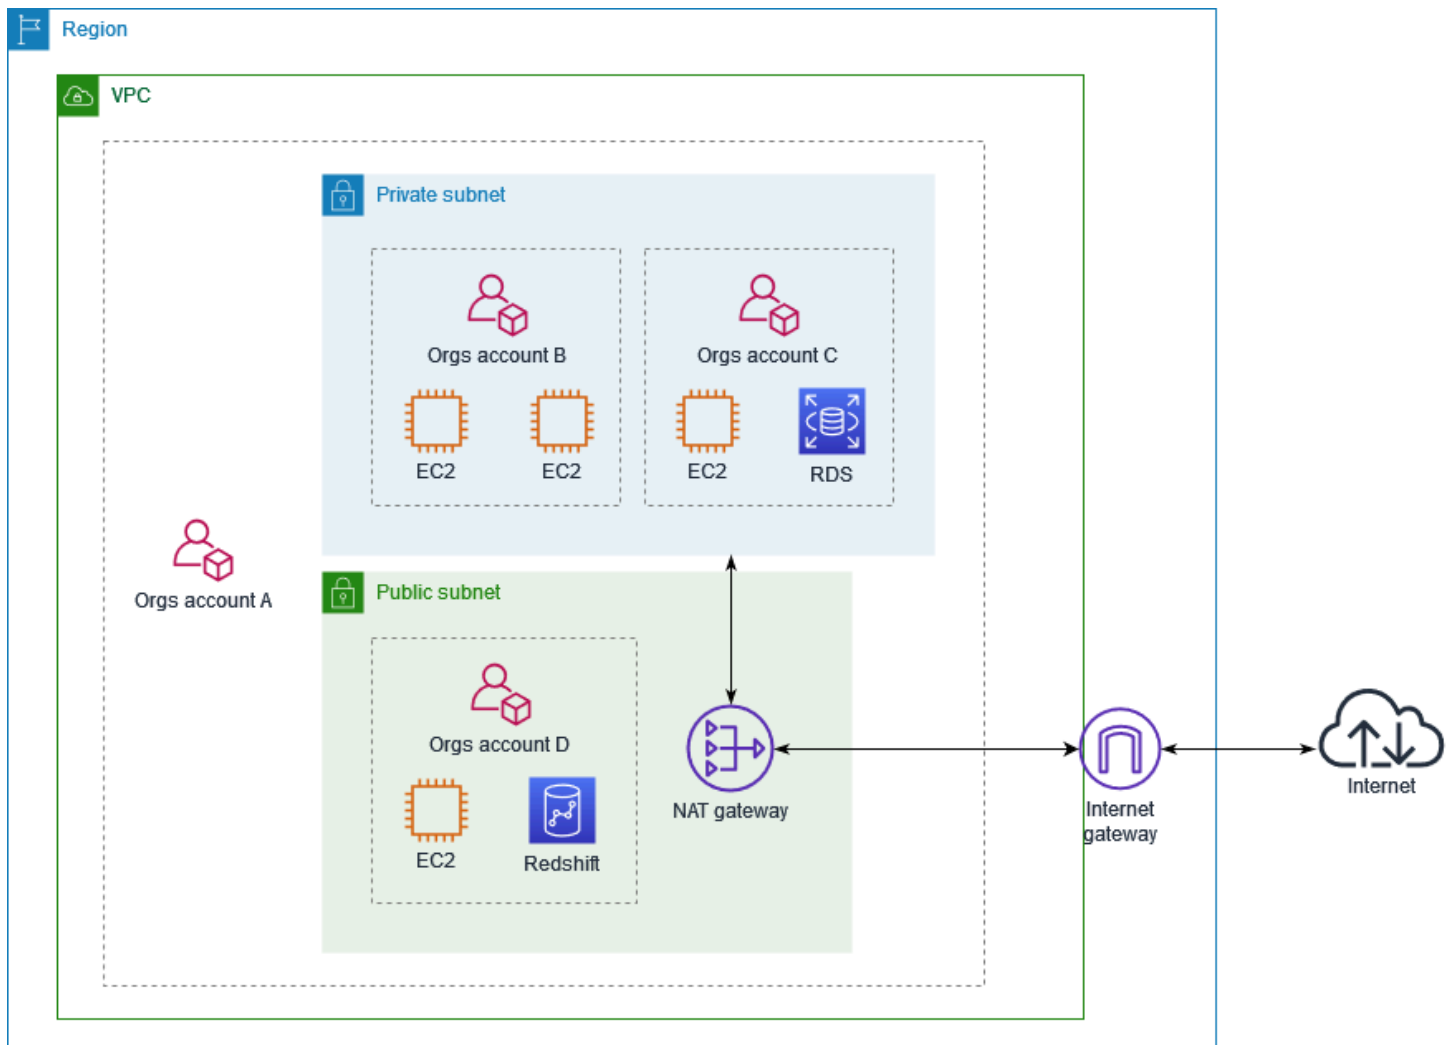 Region
VPC
Private subnet
Orgs account B
Orgs account C
EC2
EC2
EC2
RDS
Orgs account A
Public subnet
Orgs account D
EC2
Redshift
NAT gateway
Internet
gateway
Internet